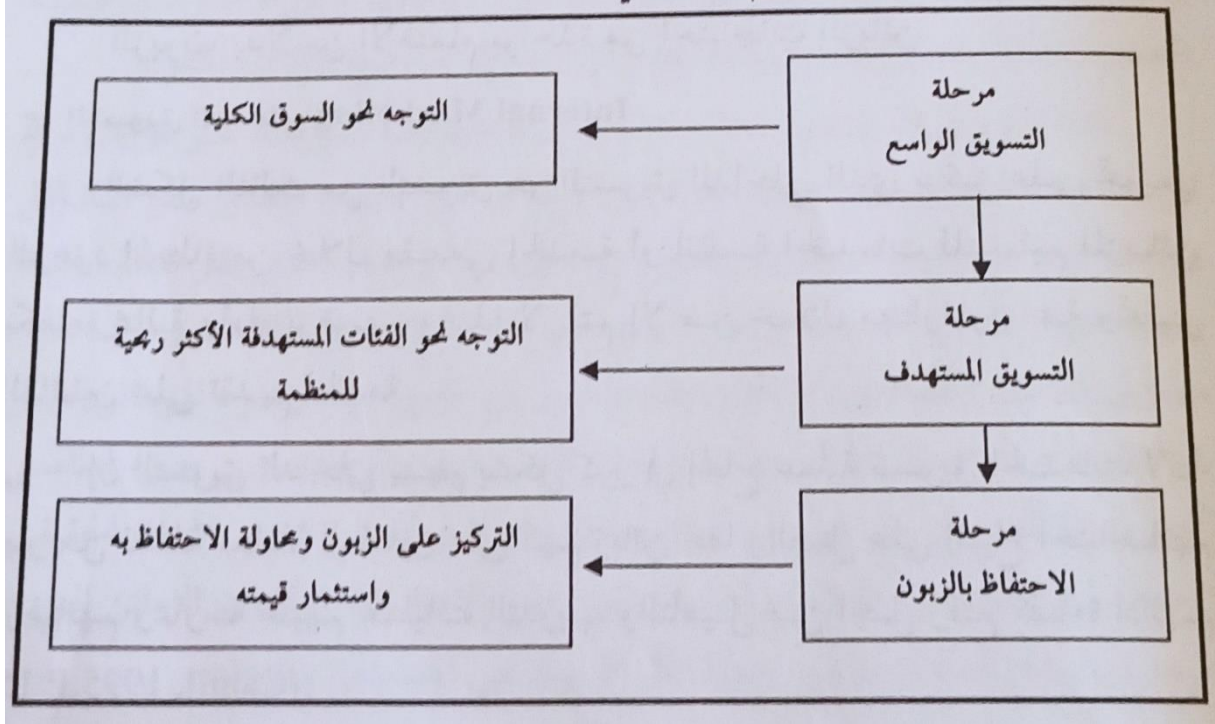 مرحلة
التسويق الواسع
التوجه نحو السوق الكلية
مرحلة
التسويق المستهدف
التوجه نحو الفئات المستهدفة الأكثر ربحية
للمنظمة
مرحلة
الاحتفاظ بالزبون
التركيز على الزبون ومحاولة الاحتفاظ به
واستثمار قيمته